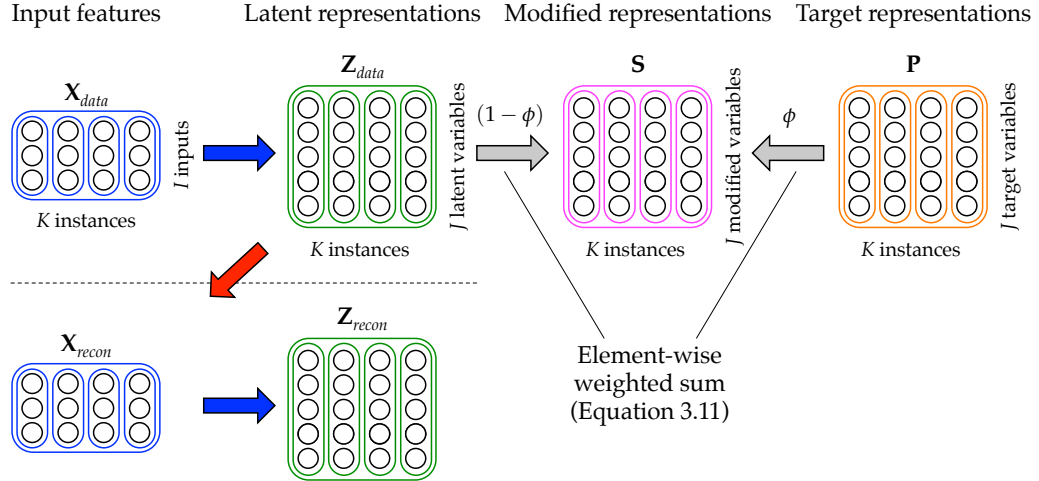 Input features
Latent representations
Modified representations
Target representations
X_data
I inputs
K instances
Z_data
J latent variables
K instances
(1 − ϕ)
S
J modified variables
K instances
ϕ
P
J target variables
K instances
X_recon
Z_recon
Element-wise
weighted sum
(Equation 3.11)